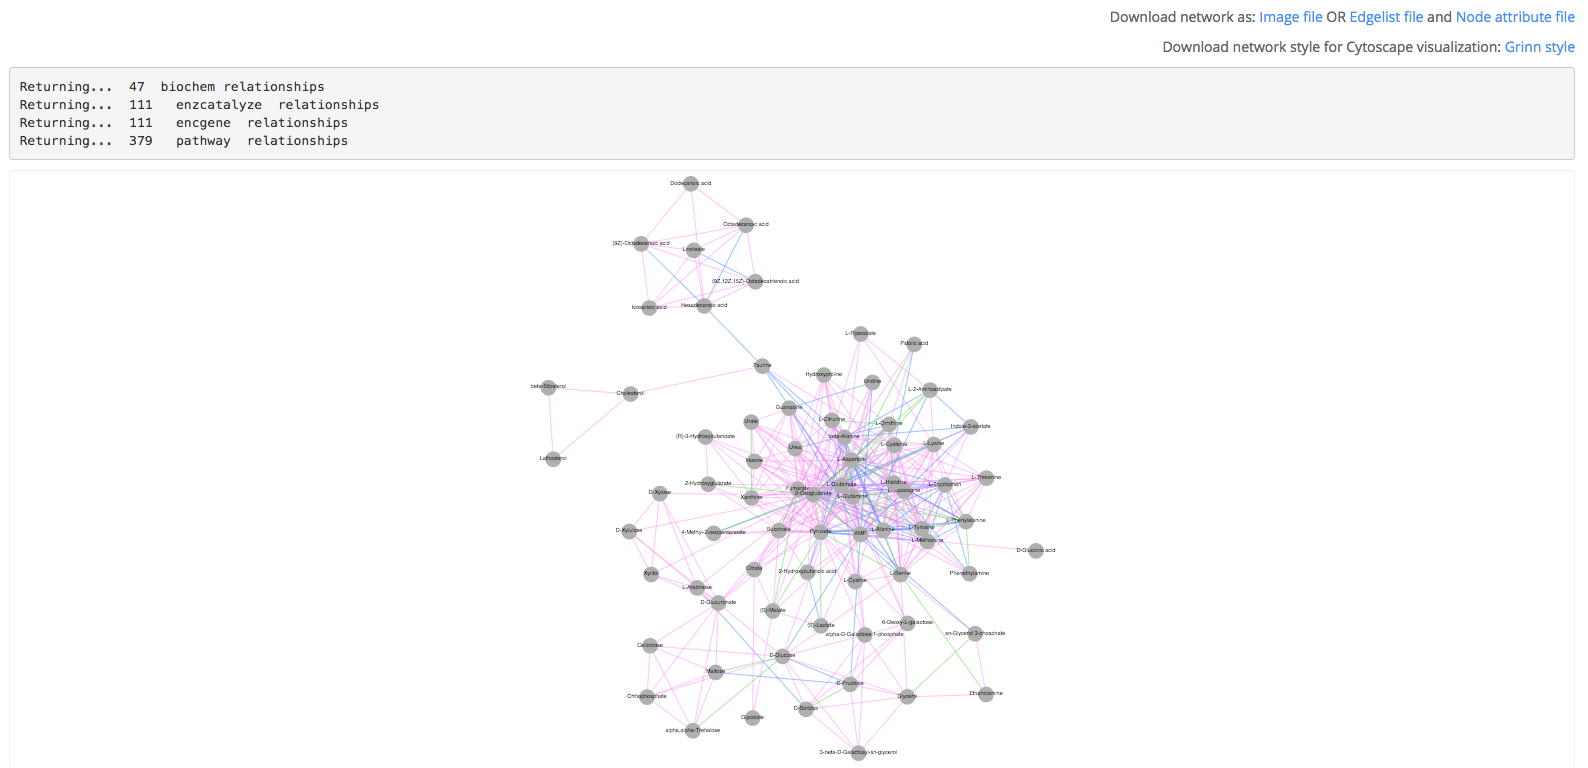 Download network as: Image file OR Edgelist file and Node attribute file
Download network style for Cytoscape visualization: Grinn style
Returning... 47 biochem relationships
Returning... 111 enzcatalyze relationships
Returning... 111 encgene relationships
Returning... 379 pathway relationships
Dodecanoic acid
Octadecanoic acid
(9Z)-Octadecenoic acid
Linoleate
(9Z,12Z,15Z)-Octadecatrienoic acid
Icosanoic acid
Hexadecanoic acid
L-Pipecolate
Pidolic acid
Taurine
Hydroxyproline
Uridine
beta-Sitosterol
Cholesterol
L-2-Aminoadipate
Guanosine
Urate
L-Citrulline
L-Ornithine
Indole-3-acetate
(R)-3-Hydroxybutanoate
beta-Alanine
Urea
L-Cysteine
L-Lysine
Lathosterol
Inosine
L-Aspartate
L-Threonine
2-Hydroxyglutarate
L-Glutamate
L-Histidine
L-Tryptophan
D-Xylose
Xanthine
Fumarate
2-Oxoglutarate
L-Glutamine
L-Asparagine
L-Phenylalanine
D-Xylulose
4-Methyl-2-oxopentanoate
Succinate
Pyruvate
AMP
L-Alanine
L-Tyrosine
L-Methionine
D-Gluconic acid
Xylitol
Citrate
2-Hydroxybutanoic acid
L-Cystine
L-Serine
Phenethylamine
L-Arabinose
D-Glucuronate
(S)-Malate
(S)-Lactate
6-Deoxy-L-galactose
alpha-D-Galactose 1-phosphate
sn-Glycerol 3-phosphate
Cellobiose
D-Glucose
Maltose
D-Fructose
Orthophosphate
Glycerol
Ethanolamine
D-Sorbitol
Glycolate
alpha,alpha-Trehalose
3-beta-D-Galactosyl-sn-glycerol